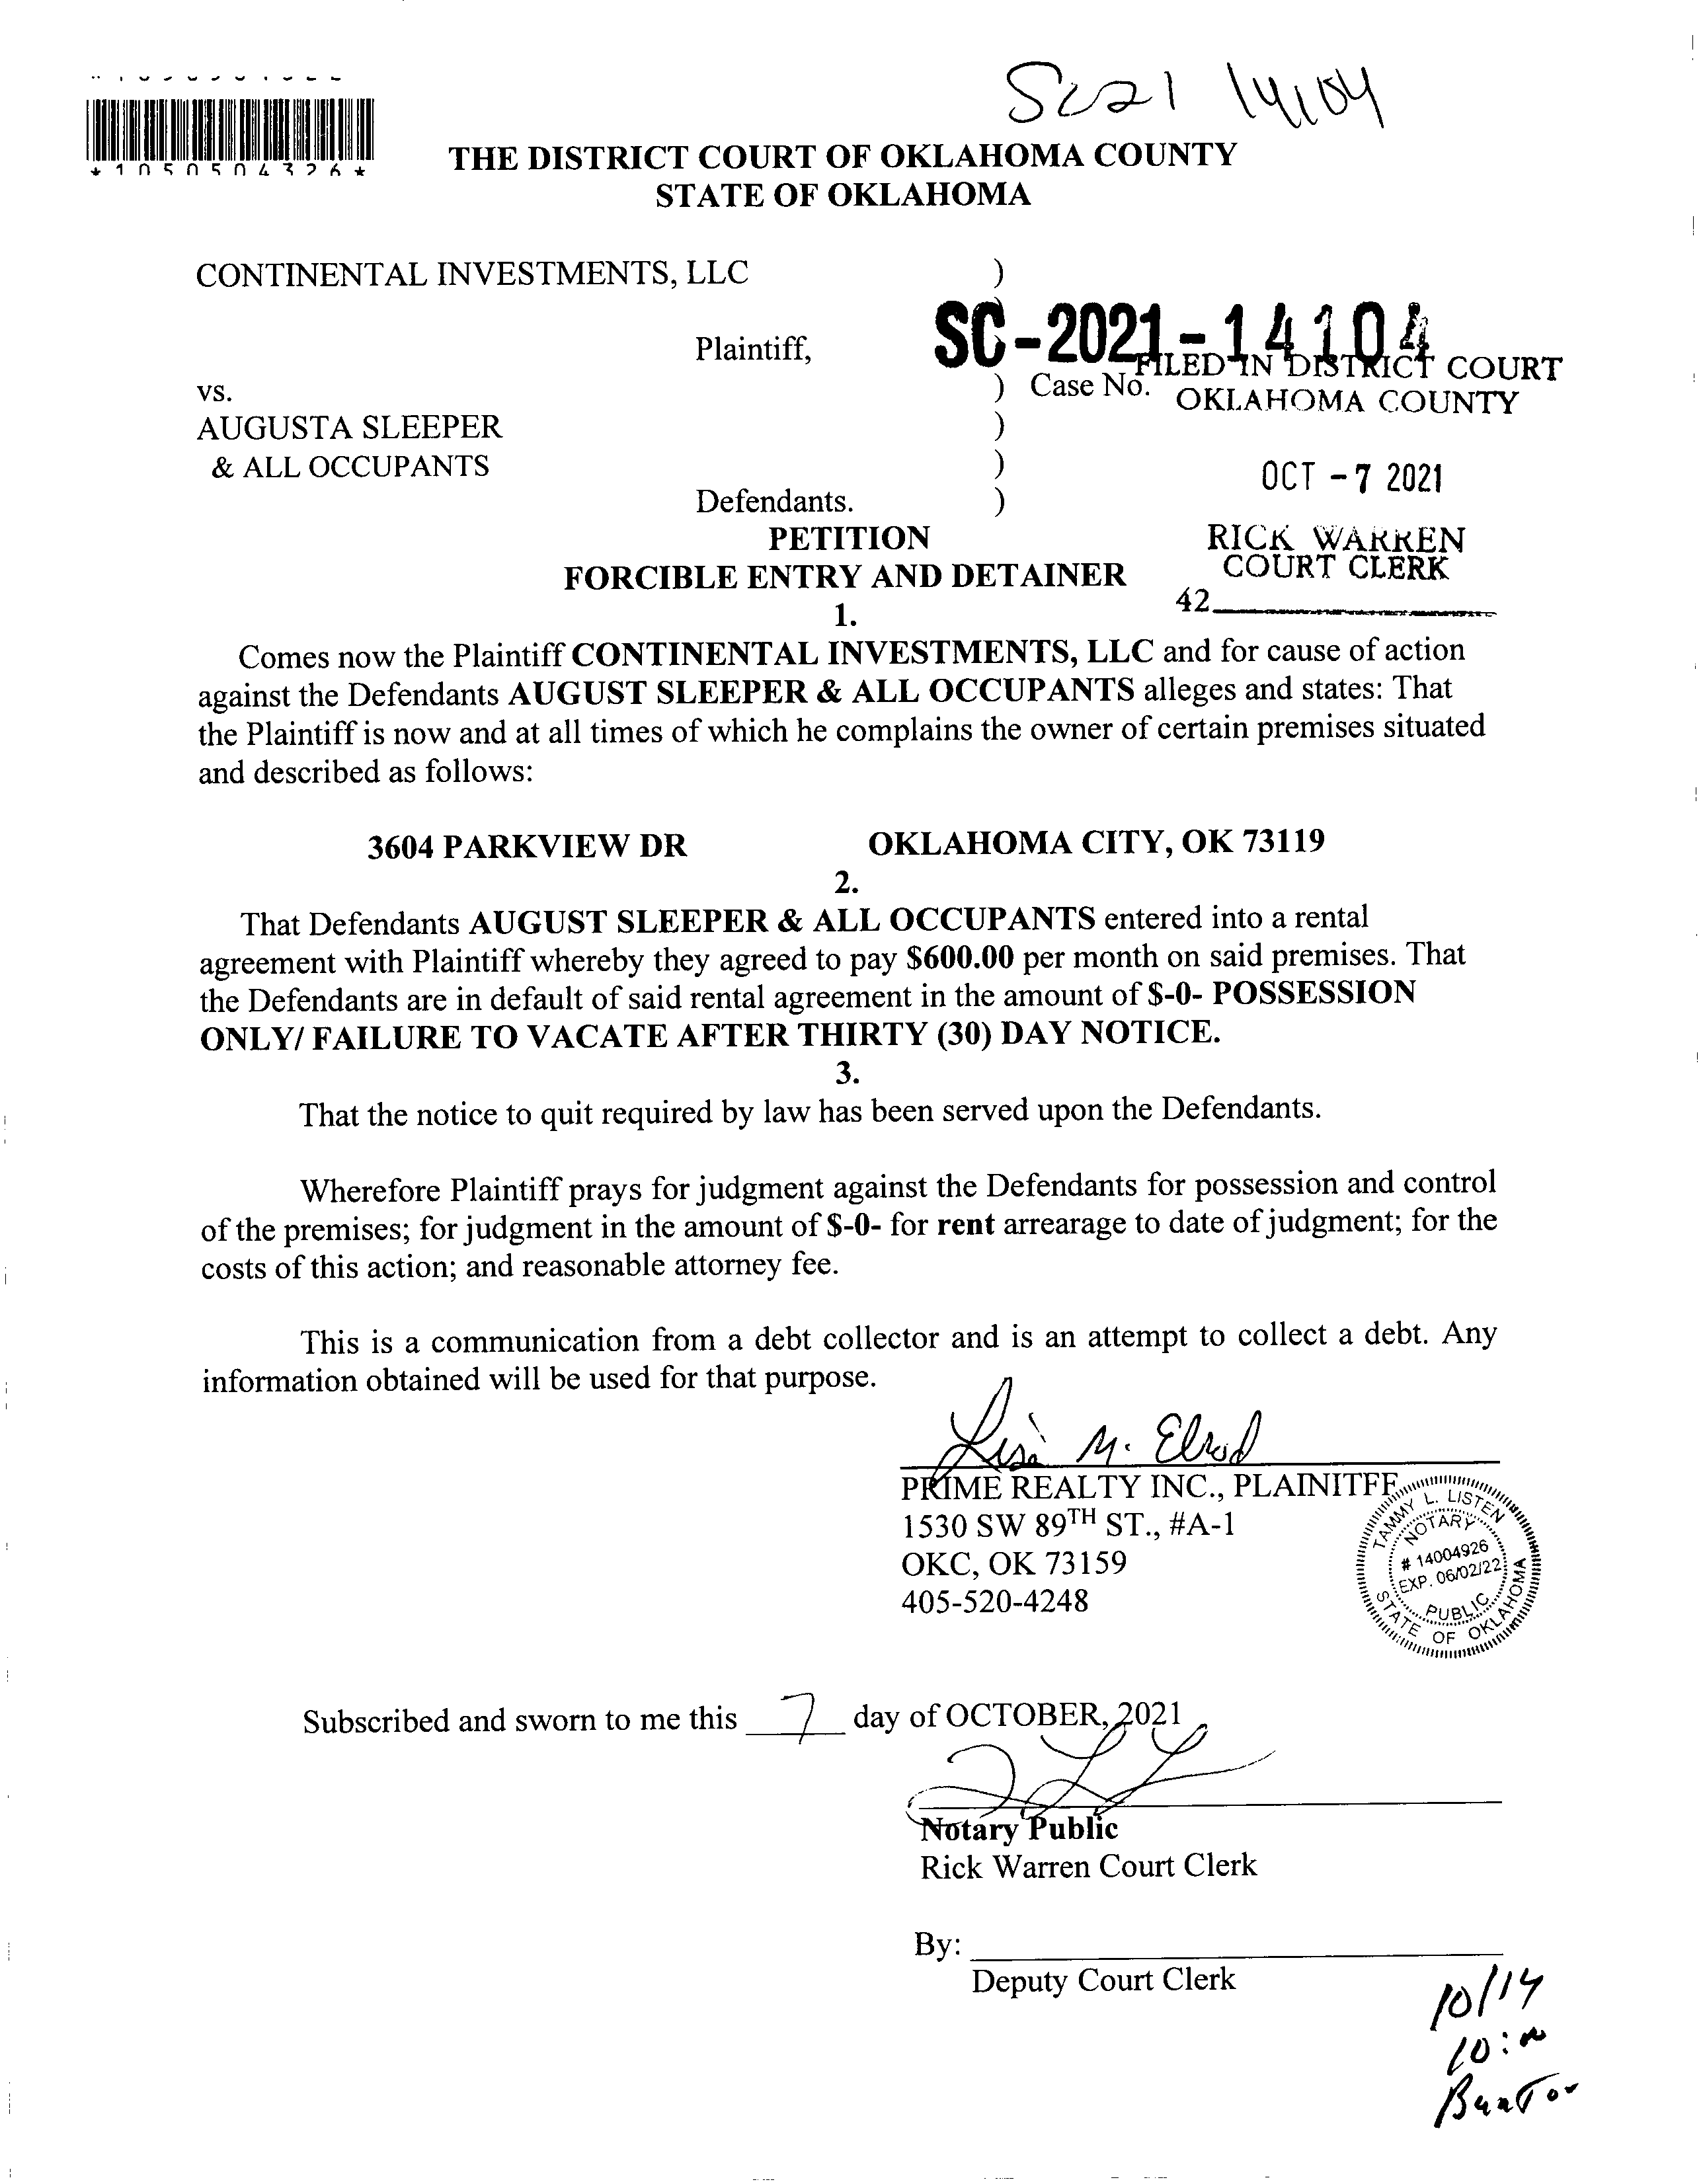 SC21 14104
*1050504326*
THE DISTRICT COURT OF OKLAHOMA COUNTY
STATE OF OKLAHOMA
CONTINENTAL INVESTMENTS, LLC )
SC-2021-14104
Plaintiff,
FILED IN DISTRICT COURT
vs. ) Case No. OKLAHOMA COUNTY
AUGUSTA SLEEPER )
& ALL OCCUPANTS )
OCT -7 2021
Defendants. )
PETITION
RICK WARREN
FORCIBLE ENTRY AND DETAINER
COURT CLERK
42
1.
Comes now the Plaintiff CONTINENTAL INVESTMENTS, LLC and for cause of action
against the Defendants AUGUST SLEEPER & ALL OCCUPANTS alleges and states: That
the Plaintiff is now and at all times of which he complains the owner of certain premises situated
and described as follows:
3604 PARKVIEW DR OKLAHOMA CITY, OK 73119
2.
That Defendants AUGUST SLEEPER & ALL OCCUPANTS entered into a rental
agreement with Plaintiff whereby they agreed to pay $600.00 per month on said premises. That
the Defendants are in default of said rental agreement in the amount of $-0- POSSESSION
ONLY/ FAILURE TO VACATE AFTER THIRTY (30) DAY NOTICE.
3.
That the notice to quit required by law has been served upon the Defendants.
Wherefore Plaintiff prays for judgment against the Defendants for possession and control
of the premises; for judgment in the amount of $-0- for rent arrearage to date of judgment; for the
costs of this action; and reasonable attorney fee.
This is a communication from a debt collector and is an attempt to collect a debt. Any
information obtained will be used for that purpose.
Lisa M. Elrod
PRIME REALTY INC., PLAINITFF
1530 SW 89TH ST., #A-1
OKC, OK 73159
405-520-4248
TAMMY L. LISTEN
NOTARY
# 14004926
EXP. 06/02/22
PUBLIC
STATE OF OKLAHOMA
Subscribed and sworn to me this 7 day of OCTOBER, 2021
Notary Public
Rick Warren Court Clerk
By:
Deputy Court Clerk
10/14